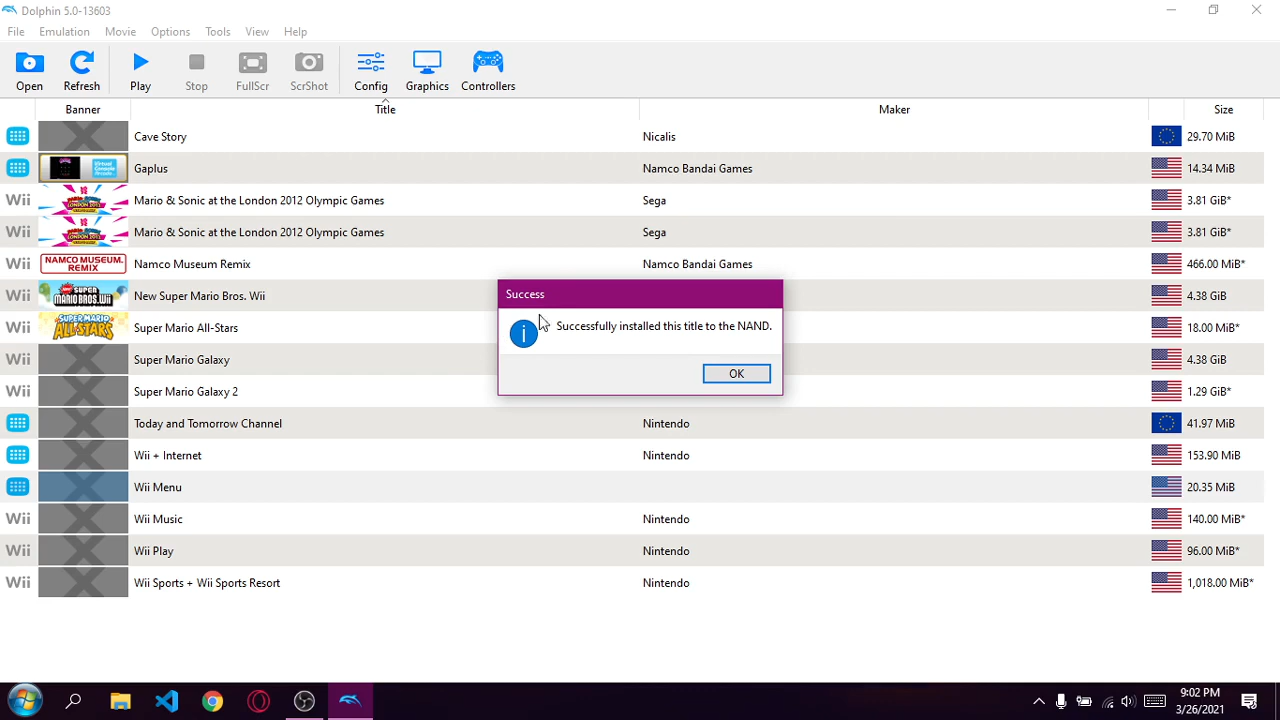 Dolphin 5.0-13603
File Emulation Movie Options Tools View Help
Open Refresh Play Stop FullScr ScrShot Config Graphics Controllers
Banner Title Maker Size
Cave Story Nicalis 29.70 MiB
Gaplus Namco Bandai Games 14.34 MiB
Wii Mario & Sonic at the London 2012 Olympic Games Sega 3.81 GiB*
Wii Mario & Sonic at the London 2012 Olympic Games Sega 3.81 GiB*
Wii NAMCO MUSEUM. REMIX Namco Museum Remix Namco Bandai Games 466.00 MiB*
Wii SUPER MARIO BROS. Wii New Super Mario Bros. Wii 4.38 GiB
Wii SUPER MARIO ALL-STARS Super Mario All-Stars 18.00 MiB*
Wii Super Mario Galaxy 4.38 GiB
Wii Super Mario Galaxy 2 1.29 GiB*
Today and Tomorrow Channel Nintendo 41.97 MiB
Wii + Internet Nintendo 153.90 MiB
Wii Menu 20.35 MiB
Wii Wii Music Nintendo 140.00 MiB*
Wii Wii Play Nintendo 96.00 MiB*
Wii Wii Sports + Wii Sports Resort Nintendo 1,018.00 MiB*
Success
Successfully installed this title to the NAND.
OK
9:02 PM
3/26/2021